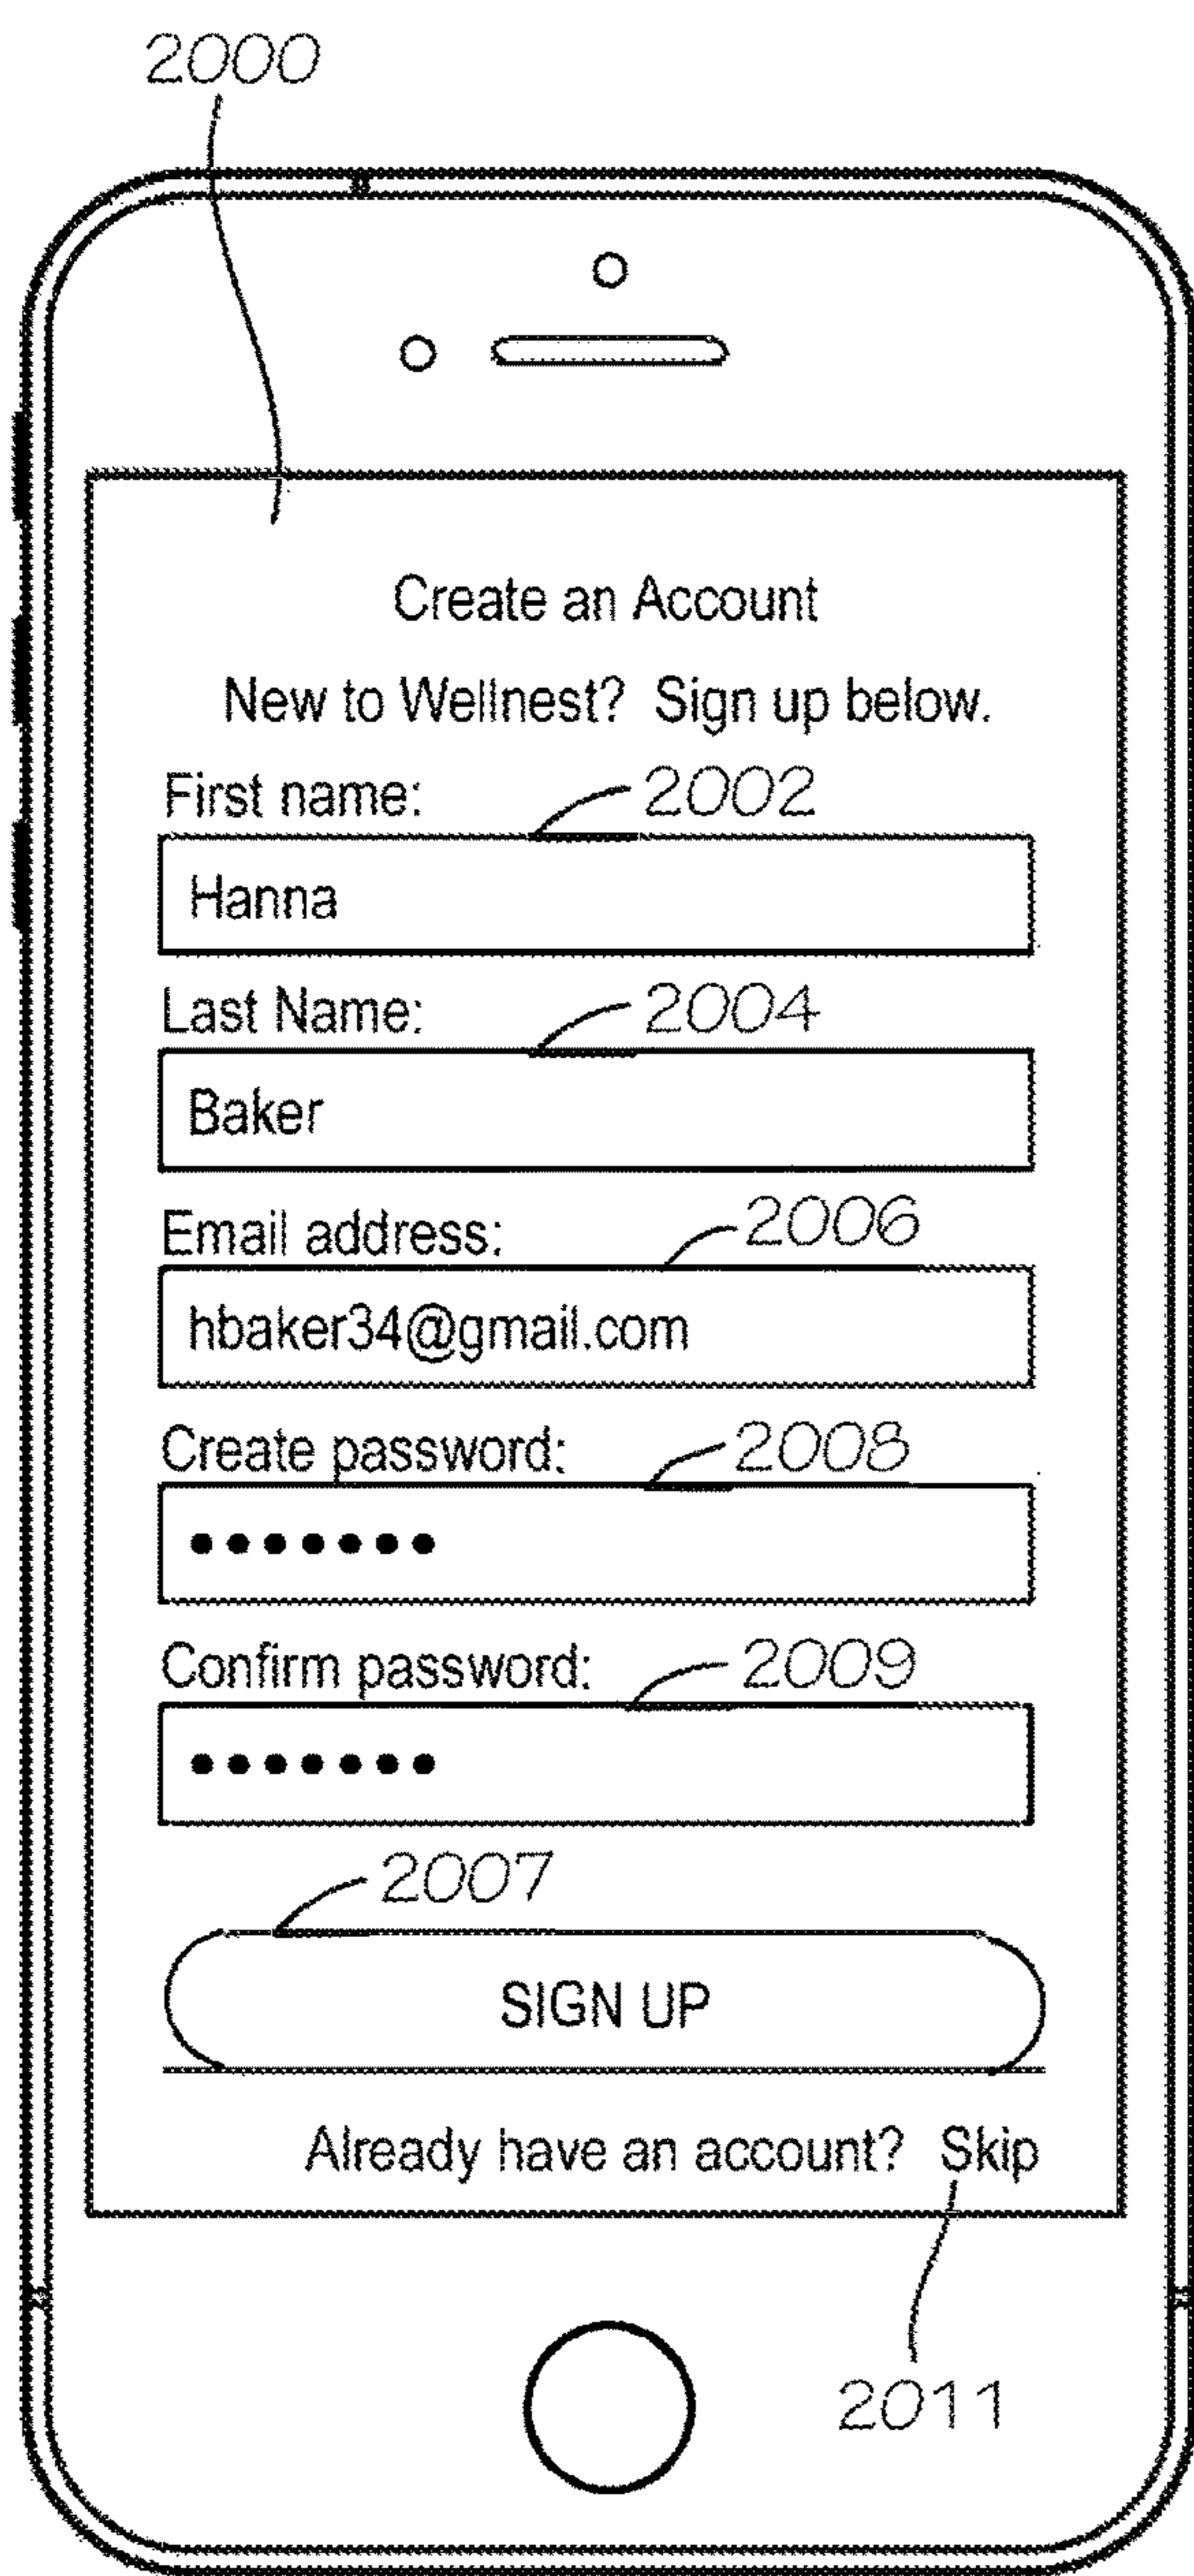 2000
Create an Account
New to Wellnest? Sign up below.
First name: 2002
Hanna
Last Name: 2004
Baker
Email address: 2006
hbaker34@gmail.com
Create password: 2008
•••••••
Confirm password: 2009
•••••••
2007
SIGN UP
Already have an account? Skip
2011